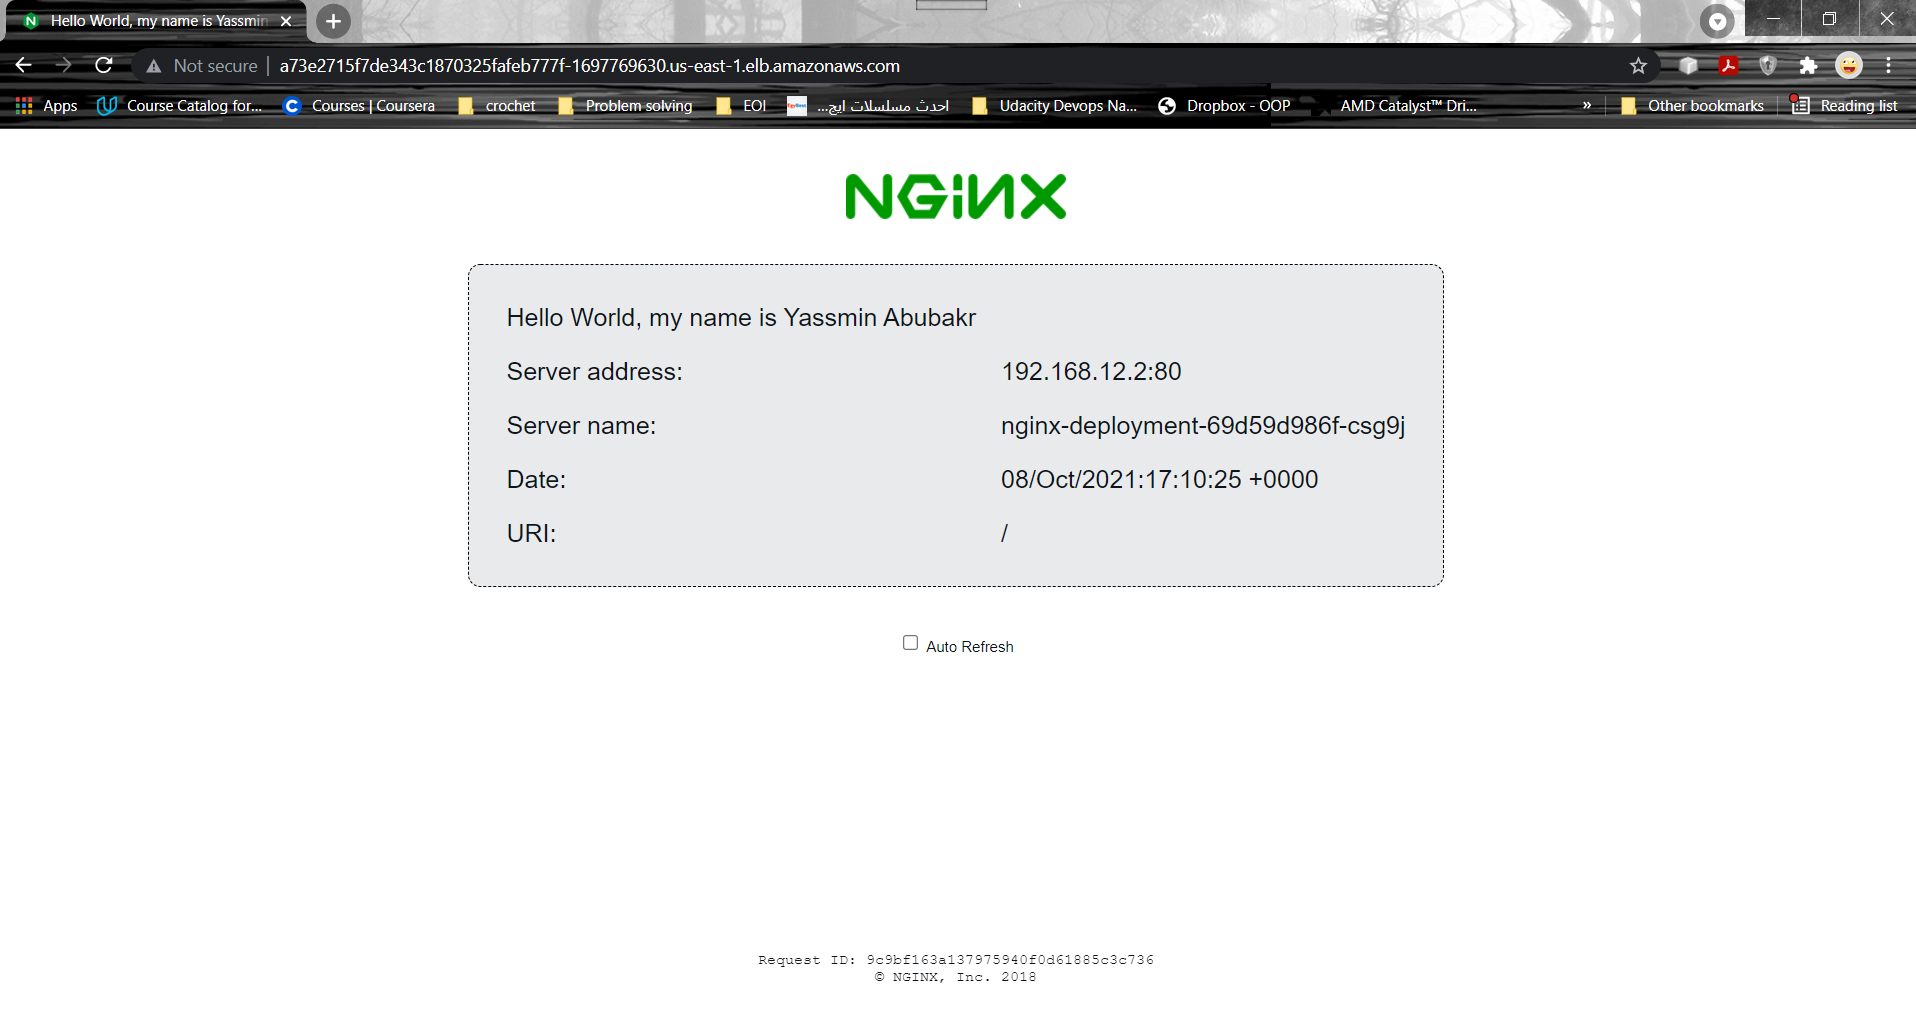 Hello World, my name is Yassmin
Not secure | a73e2715f7de343c1870325fafeb777f-1697769630.us-east-1.elb.amazonaws.com
Apps Course Catalog for... Courses | Coursera crochet Problem solving EOI احدث مسلسلات ايج... Udacity Devops Na... Dropbox - OOP AMD Catalyst™ Dri... » Other bookmarks Reading list
NGINX
Hello World, my name is Yassmin Abubakr
Server address: 192.168.12.2:80
Server name: nginx-deployment-69d59d986f-csg9j
Date: 08/Oct/2021:17:10:25 +0000
URI: /
Auto Refresh
Request ID: 9c9bf163a137975940f0d61885c3c736
© NGINX, Inc. 2018